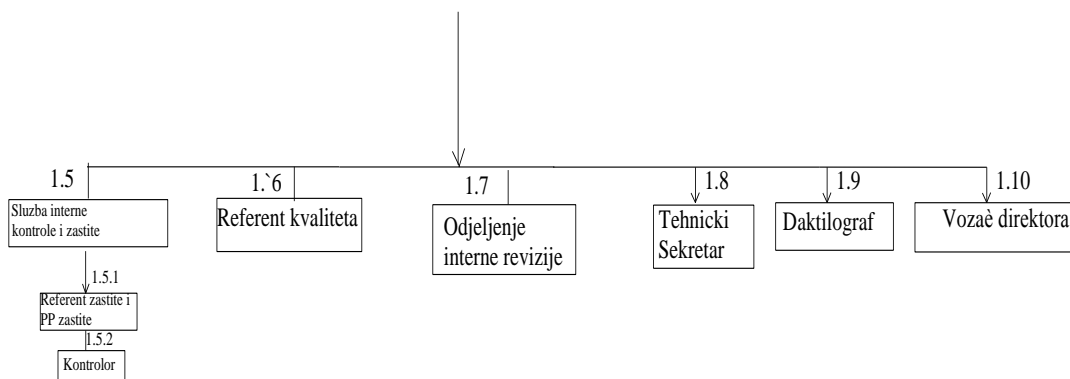 1.5
Sluzba interne
kontrole i zastite
1.5.1
Referent zastite i
PP zastite
1.5.2
Kontrolor
1.`6
Referent kvaliteta
1.7
Odjeljenje
interne revizije
1.8
Tehnicki
Sekretar
1.9
Daktilograf
1.10
Vozaè direktora